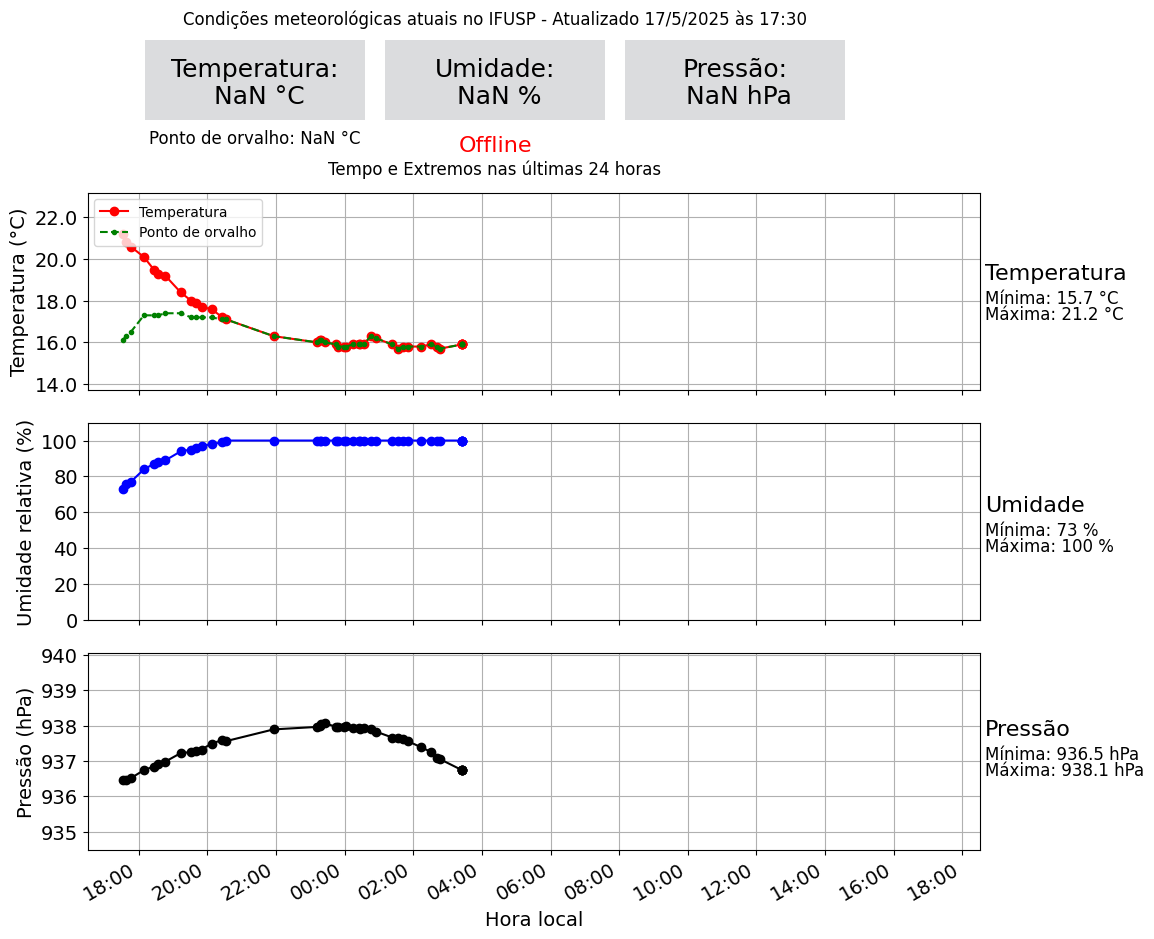 Condições meteorológicas atuais no IFUSP - Atualizado 17/5/2025 às 17:30
Temperatura:
NaN °C
Umidade:
NaN %
Pressão:
NaN hPa
Ponto de orvalho: NaN °C
Offline
Tempo e Extremos nas últimas 24 horas
Temperatura (°C)
22.0
20.0
18.0
16.0
14.0
Temperatura
Ponto de orvalho
Temperatura
Mínima: 15.7 °C
Máxima: 21.2 °C
Umidade relativa (%)
100
80
60
40
20
0
Umidade
Mínima: 73 %
Máxima: 100 %
Pressão (hPa)
940
939
938
937
936
935
Pressão
Mínima: 936.5 hPa
Máxima: 938.1 hPa
18:00 20:00 22:00 00:00 02:00 04:00 06:00 08:00 10:00 12:00 14:00 16:00 18:00
Hora local